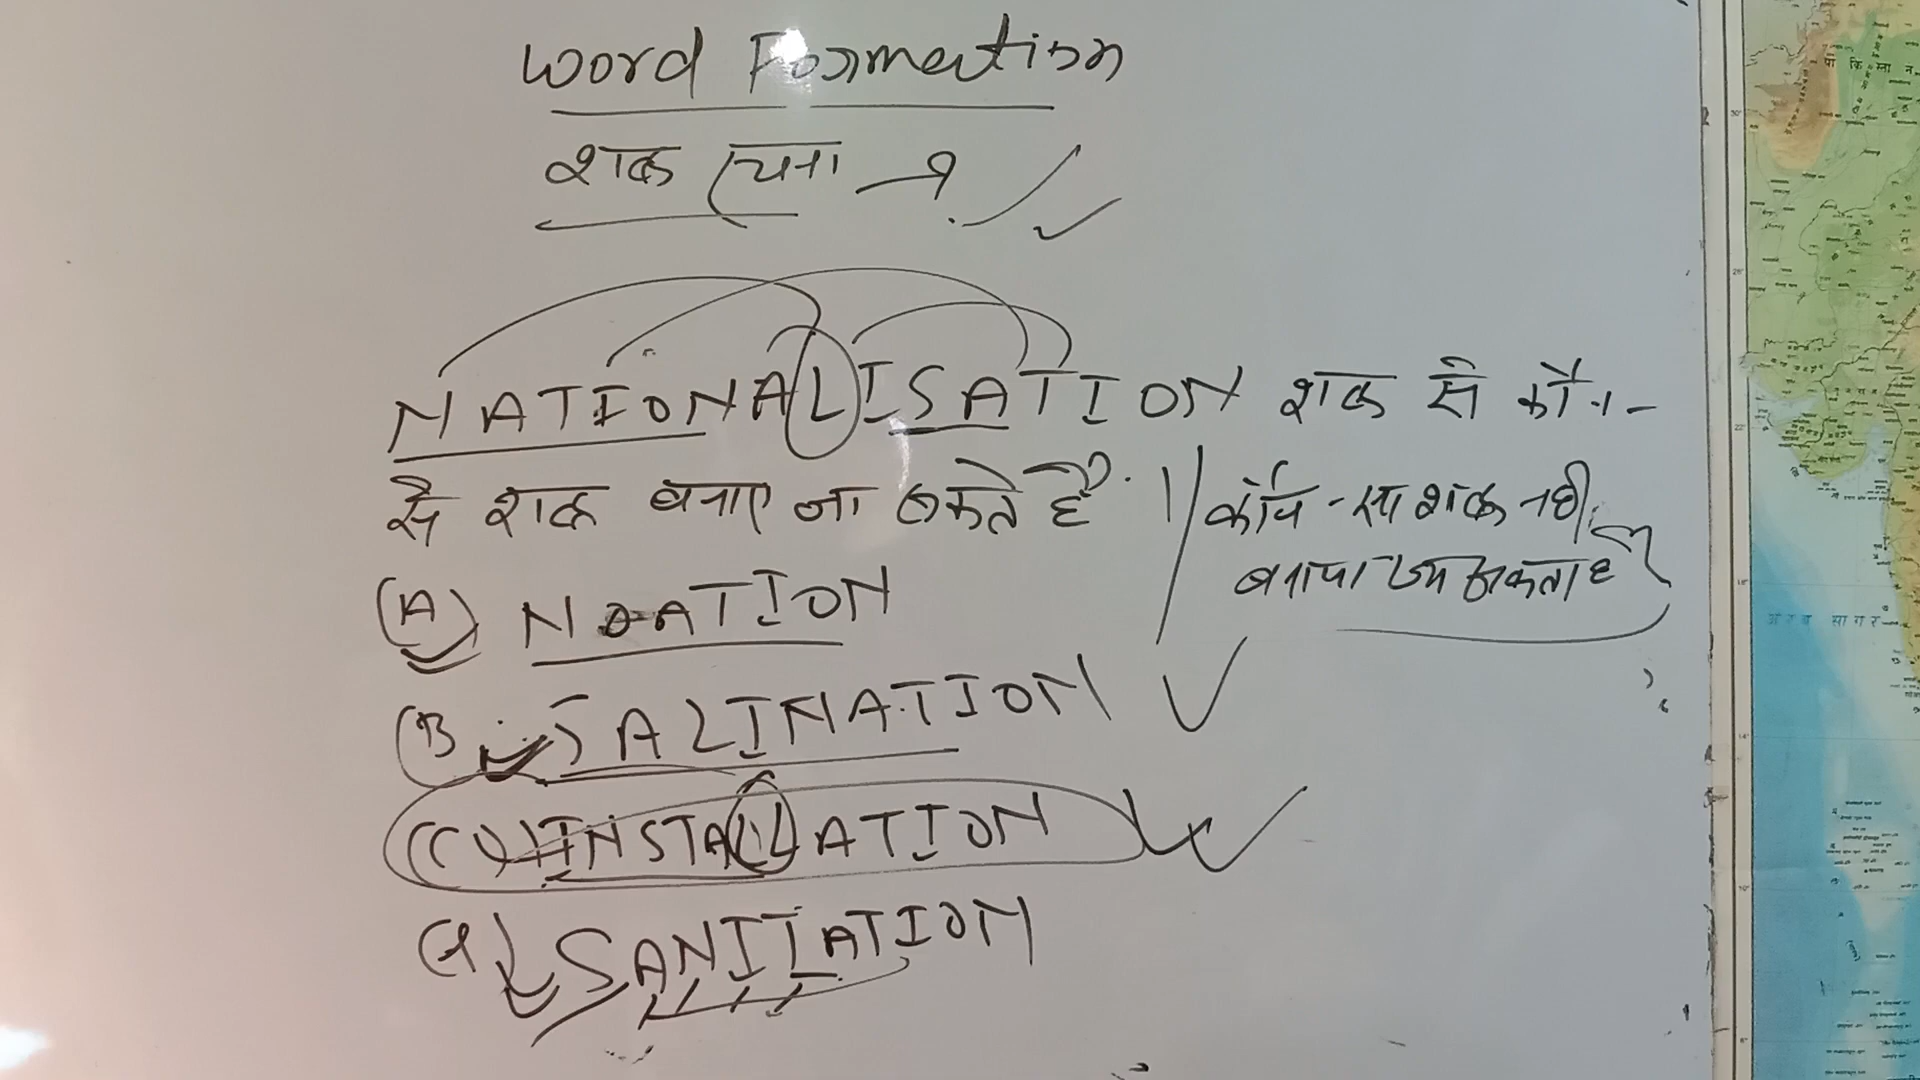 Word Formation
शब्द रचना → ?
NATIONALISATION शब्द से कौन-
से शब्द बनाए जा सकते हैं ? // कौन-सा शब्द नहीं
बनाया जा सकता है
(A) NOATION
(B) SALINATION
(C) INSTALLATION
(d) SANITATION
पा कि स्ता न
अ र ब सा ग र